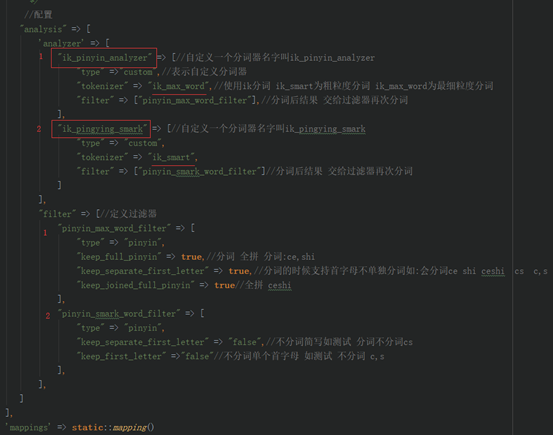 //配置
"analysis" => [
'analyzer' => [
1 "ik_pinyin_analyzer" => [//自定义一个分词器名字叫ik_pinyin_analyzer
"type" =>"custom",//表示自定义分词器
"tokenizer" => "ik_max_word",//使用ik分词 ik_smart为粗粒度分词 ik_max_word为最细粒度分词
"filter" => ["pinyin_max_word_filter"],//分词后结果 交给过滤器再次分词
],
2 "ik_pingying_smark" => [//自定义一个分词器名字叫ik_pingying_smark
"type" => "custom",
"tokenizer" => "ik_smart",
"filter" => ["pinyin_smark_word_filter"]//分词后结果 交给过滤器再次分词
]
],
"filter" => [//定义过滤器
1 "pinyin_max_word_filter" => [
"type" => "pinyin",
"keep_full_pinyin" => true,//分词 全拼 分词:ce,shi
"keep_separate_first_letter" => true,//分词的时候支持首字母不单独分词如:会分词ce shi ceshi cs c,s
"keep_joined_full_pinyin" => true//全拼 ceshi
],
2 "pinyin_smark_word_filter" => [
"type" => "pinyin",
"keep_separate_first_letter" => "false",//不分词简写如测试 分词不分词cs
"keep_first_letter" =>"false"//不分词单个首字母 如测试 不分词 c,s
],
],
]
],
'mappings' => static::mapping()